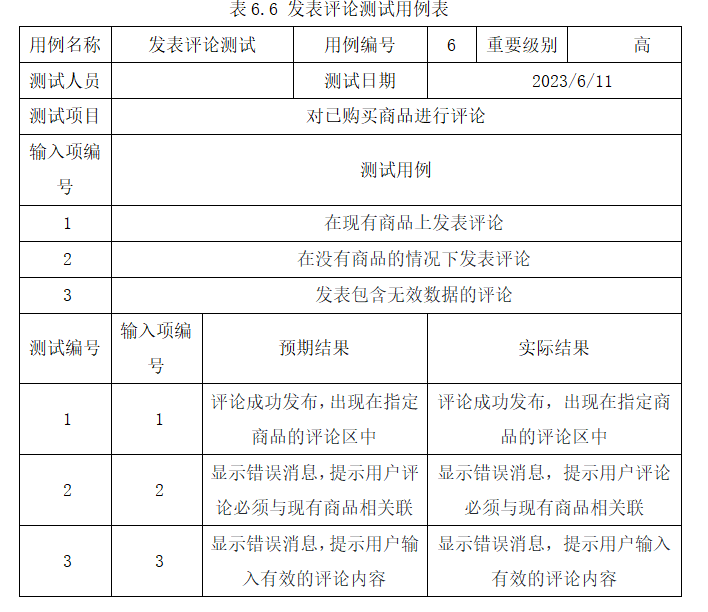 表 6.6 发表评论测试用例表
用例名称 发表评论测试 用例编号 6 重要级别 高
测试人员 测试日期 2023/6/11
测试项目 对已购买商品进行评论
输入项编
号
测试用例
1 在现有商品上发表评论
2 在没有商品的情况下发表评论
3 发表包含无效数据的评论
测试编号
输入项编
号
预期结果
实际结果
1
1
评论成功发布,出现在指定
商品的评论区中
评论成功发布，出现在指定商
品的评论区中
2
2
显示错误消息,提示用户评
论必须与现有商品相关联
显示错误消息，提示用户评论
必须与现有商品相关联
3
3
显示错误消息,提示用户输
入有效的评论内容
显示错误消息，提示用户输入
有效的评论内容